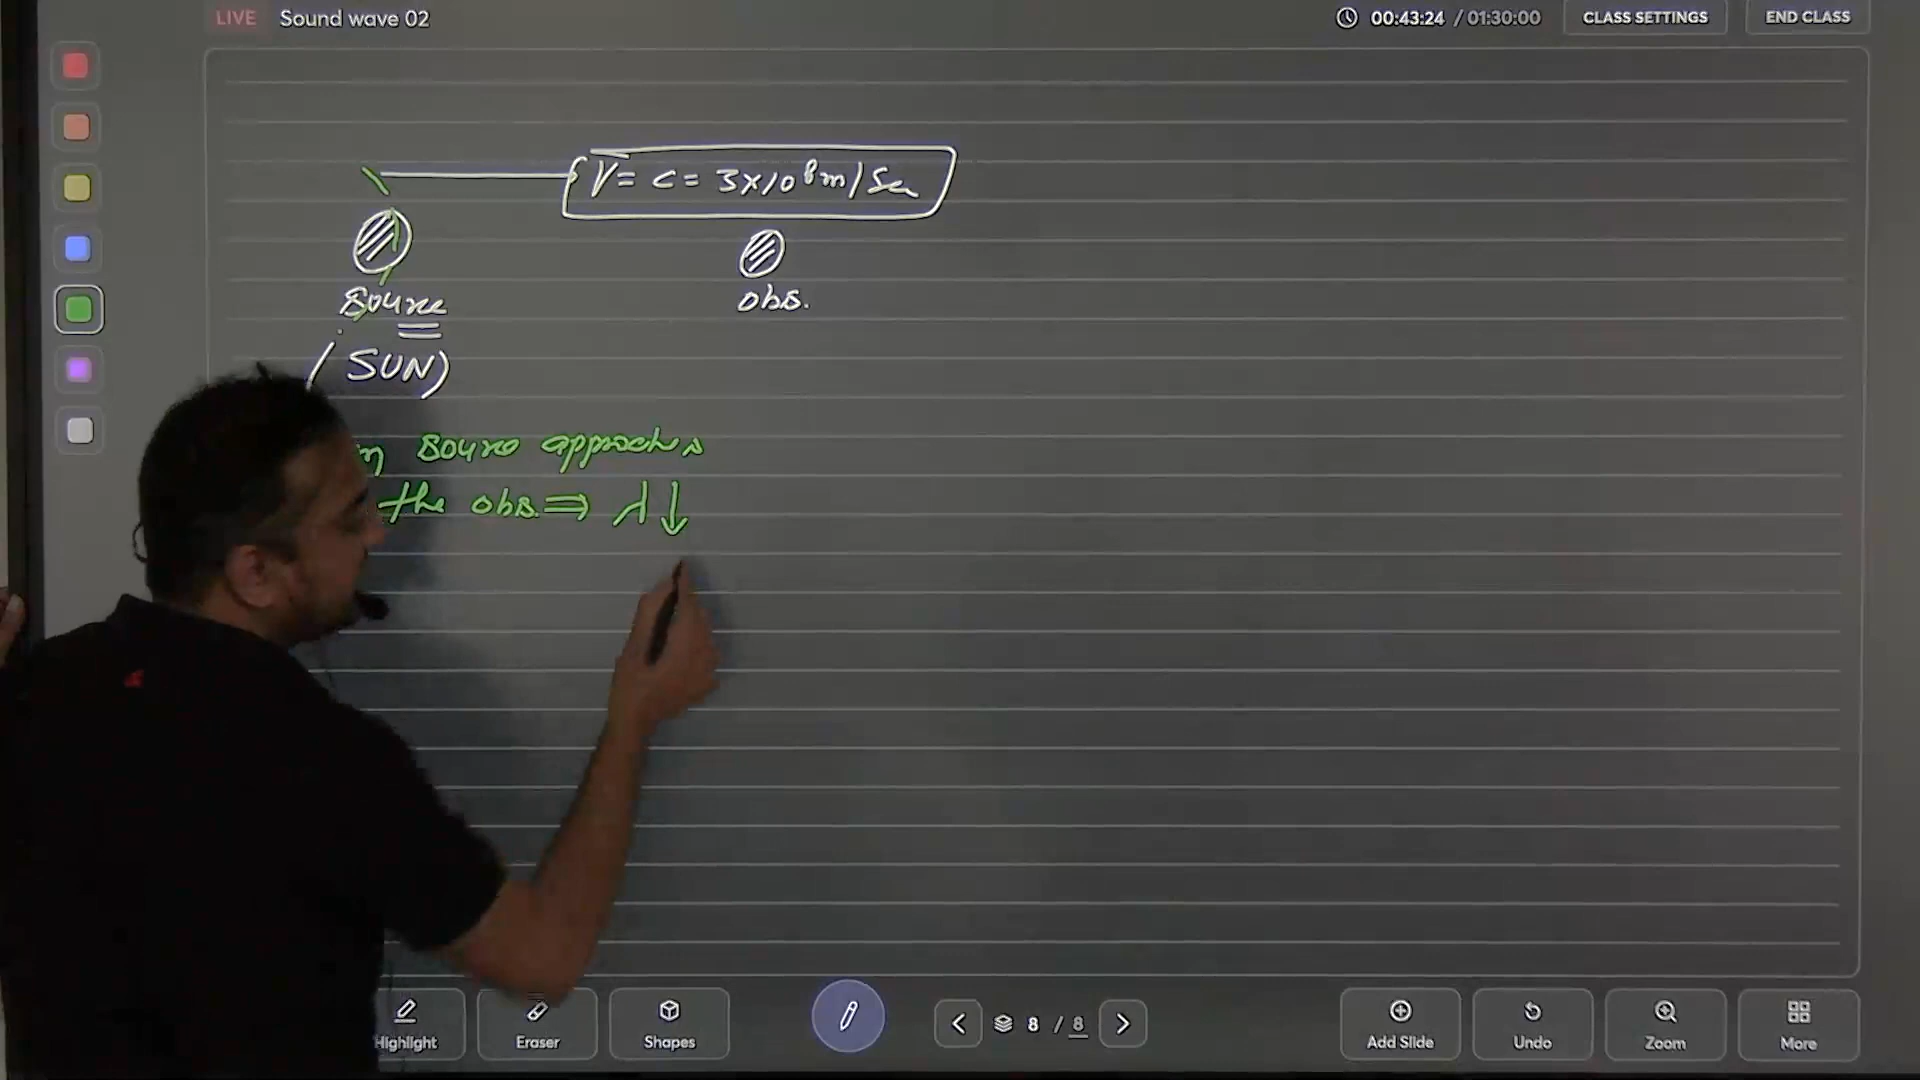 LIVE Sound wave 02
00:43:24 / 01:30:00
CLASS SETTINGS
END CLASS
V = c = 3×10⁸ m/Sec
Source
obs.
(SUN)
Source approaches
the obs. ⇒ λ↓
Highlight
Eraser
Shapes
8 / 8
Add Slide
Undo
Zoom
More